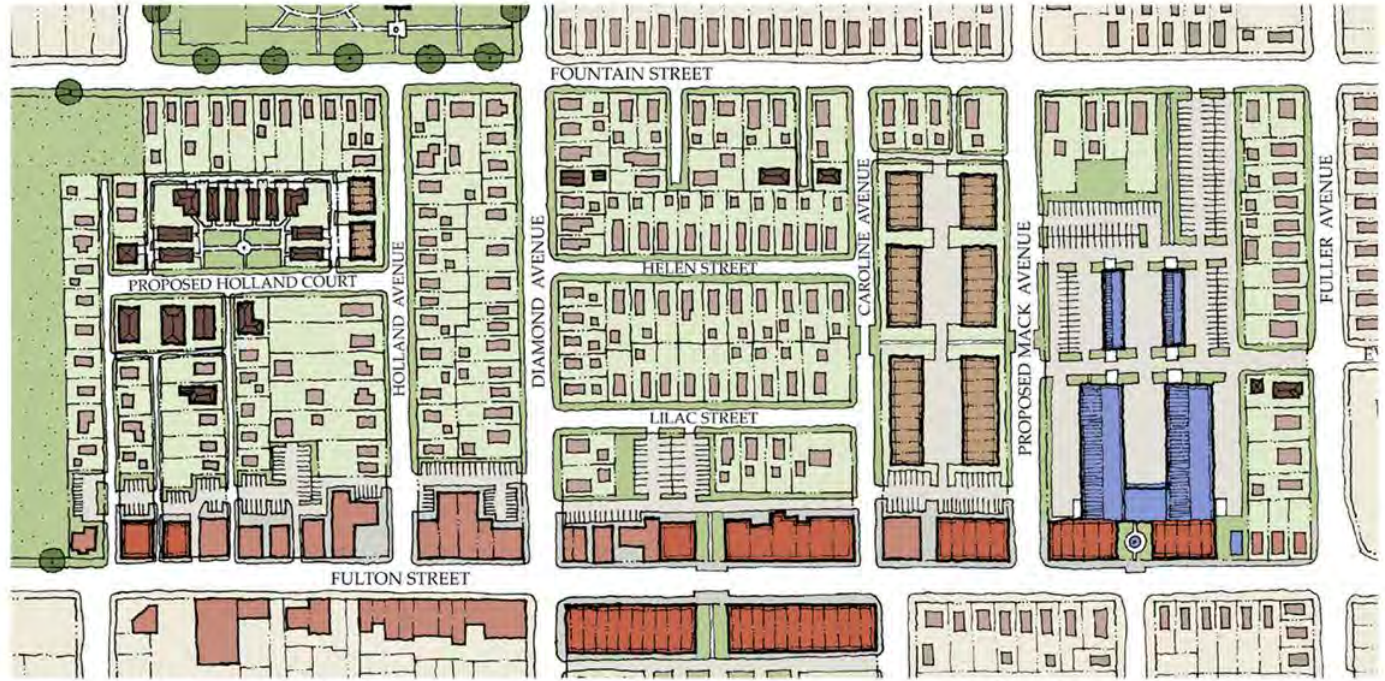 FOUNTAIN STREET
PROPOSED HOLLAND COURT
HOLLAND AVENUE
DIAMOND AVENUE
HELEN STREET
CAROLINE AVENUE
PROPOSED MACK AVENUE
FULLER AVENUE
LILAC STREET
FULTON STREET